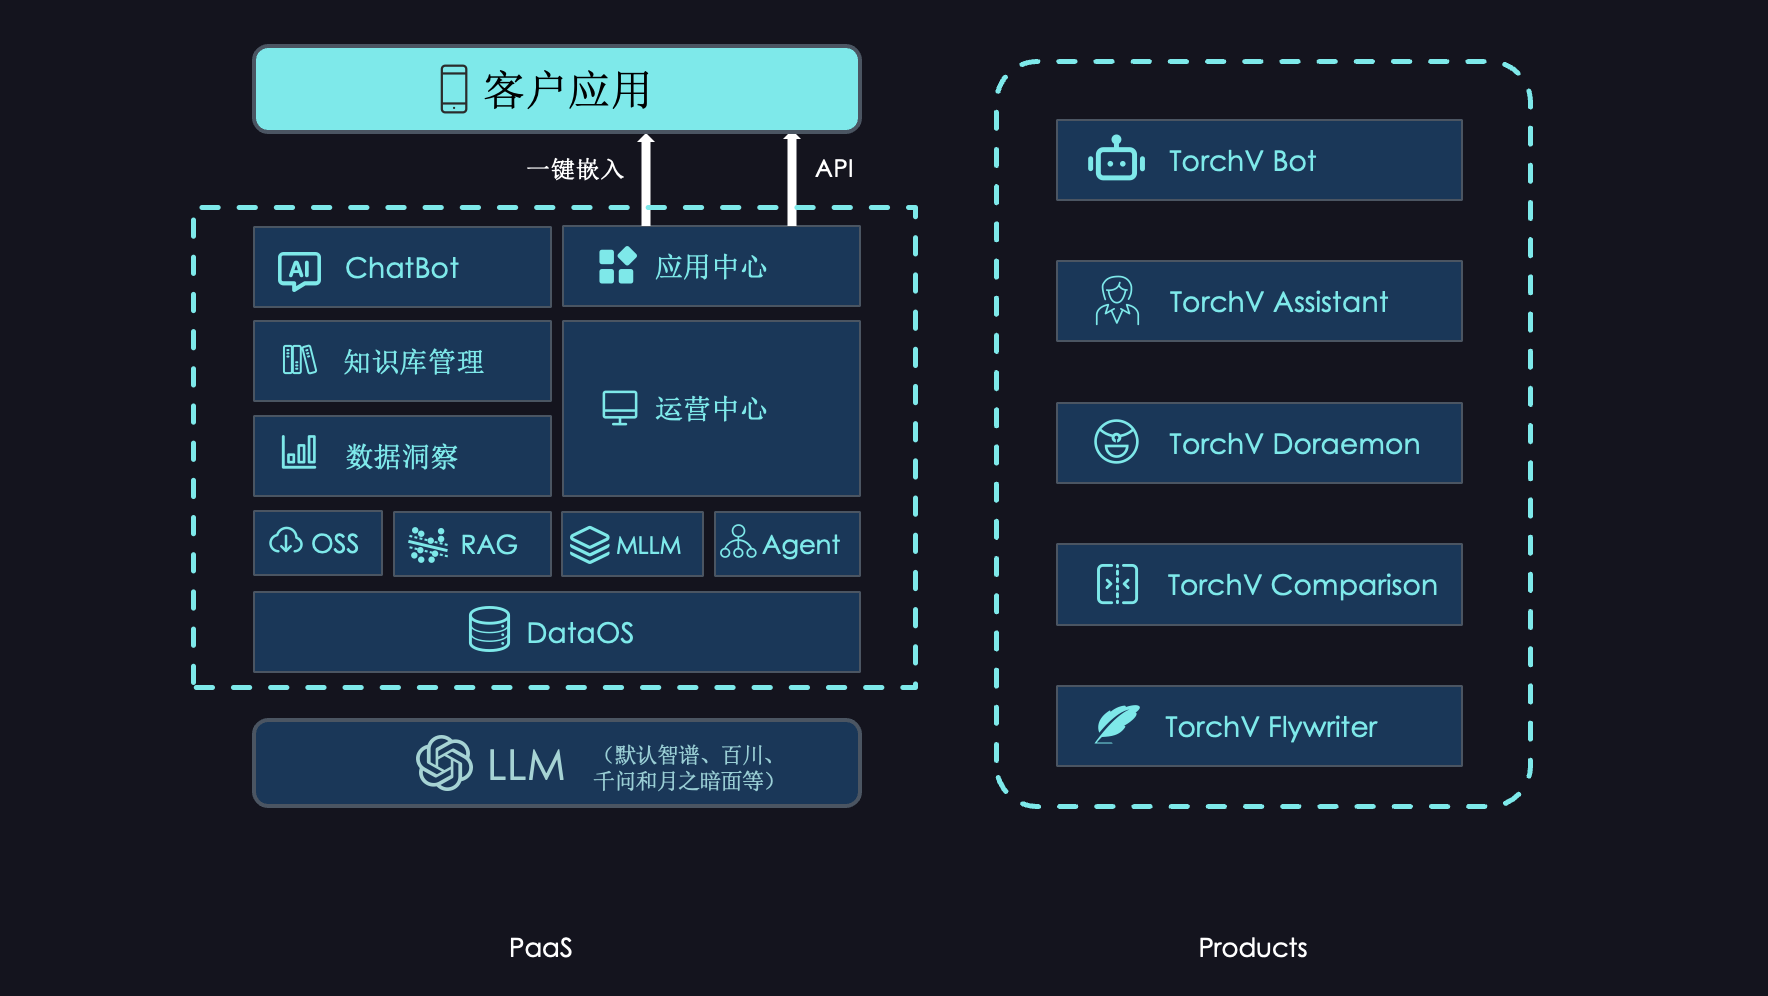 客户应用
一键嵌入
API
AI
ChatBot
应用中心
知识库管理
运营中心
数据洞察
OSS
RAG
MLLM
Agent
DataOS
LLM
（默认智谱、百川、
千问和月之暗面等）
PaaS
TorchV Bot
TorchV Assistant
TorchV Doraemon
TorchV Comparison
TorchV Flywriter
Products